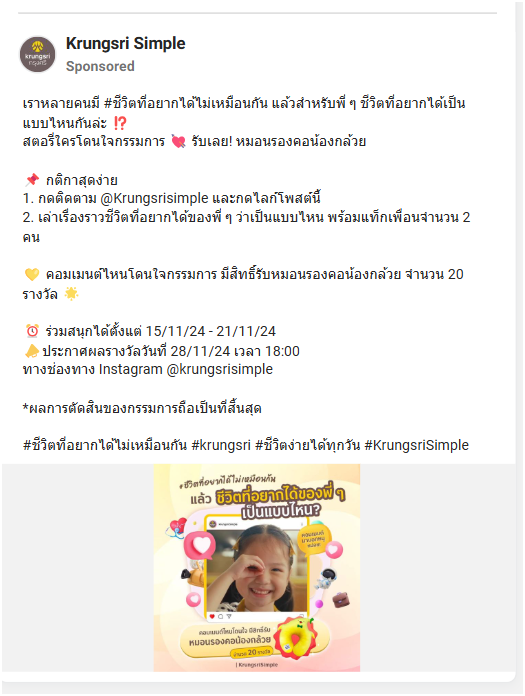 Krungsri Simple
Sponsored
krungsri
กรุงศรี
เราหลายคนมี #ชีวิตที่อยากได้ไม่เหมือนกัน แล้วสำหรับพี่ ๆ ชีวิตที่อยากได้เป็น
แบบไหนกันล่ะ ⁉️
สตอรี่ใครโดนใจกรรมการ 💘 รับเลย! หมอนรองคอน้องกล้วย
📌 กติกาสุดง่าย
1. กดติดตาม @Krungsrisimple และกดไลก์โพสต์นี้
2. เล่าเรื่องราวชีวิตที่อยากได้ของพี่ ๆ ว่าเป็นแบบไหน พร้อมแท็กเพื่อนจำนวน 2
คน
💛 คอมเมนต์ไหนโดนใจกรรมการ มีสิทธิ์รับหมอนรองคอน้องกล้วย จำนวน 20
รางวัล 🌟
⏰ ร่วมสนุกได้ตั้งแต่ 15/11/24 - 21/11/24
📣 ประกาศผลรางวัลวันที่ 28/11/24 เวลา 18:00
ทางช่องทาง Instagram @krungsrisimple
*ผลการตัดสินของกรรมการถือเป็นที่สิ้นสุด
#ชีวิตที่อยากได้ไม่เหมือนกัน #krungsri #ชีวิตง่ายได้ทุกวัน #KrungsriSimple
#ชีวิตที่อยากได้ไม่เหมือนกัน
แล้ว ชีวิตที่อยากได้ของพี่ ๆ
เป็นแบบไหน?
คอมเมนต์ไหนโดนใจ มีสิทธิ์รับ
หมอนรองคอน้องกล้วย
จำนวน 20 รางวัล
| KrungsriSimple